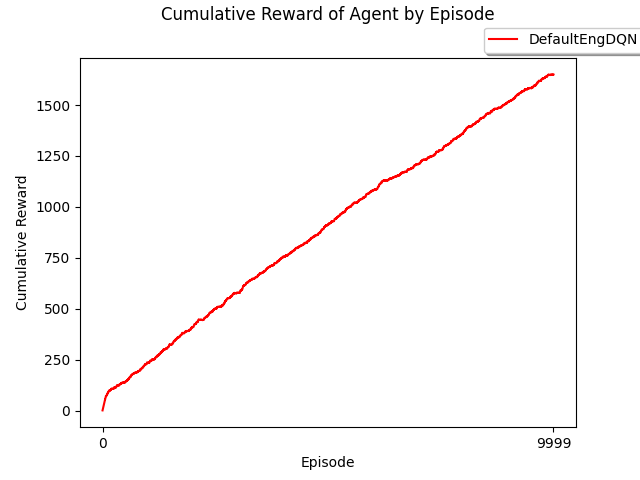 Cumulative Reward of Agent by Episode
DefaultEngDQN
1500
1250
1000
750
500
250
0
Cumulative Reward
0
9999
Episode